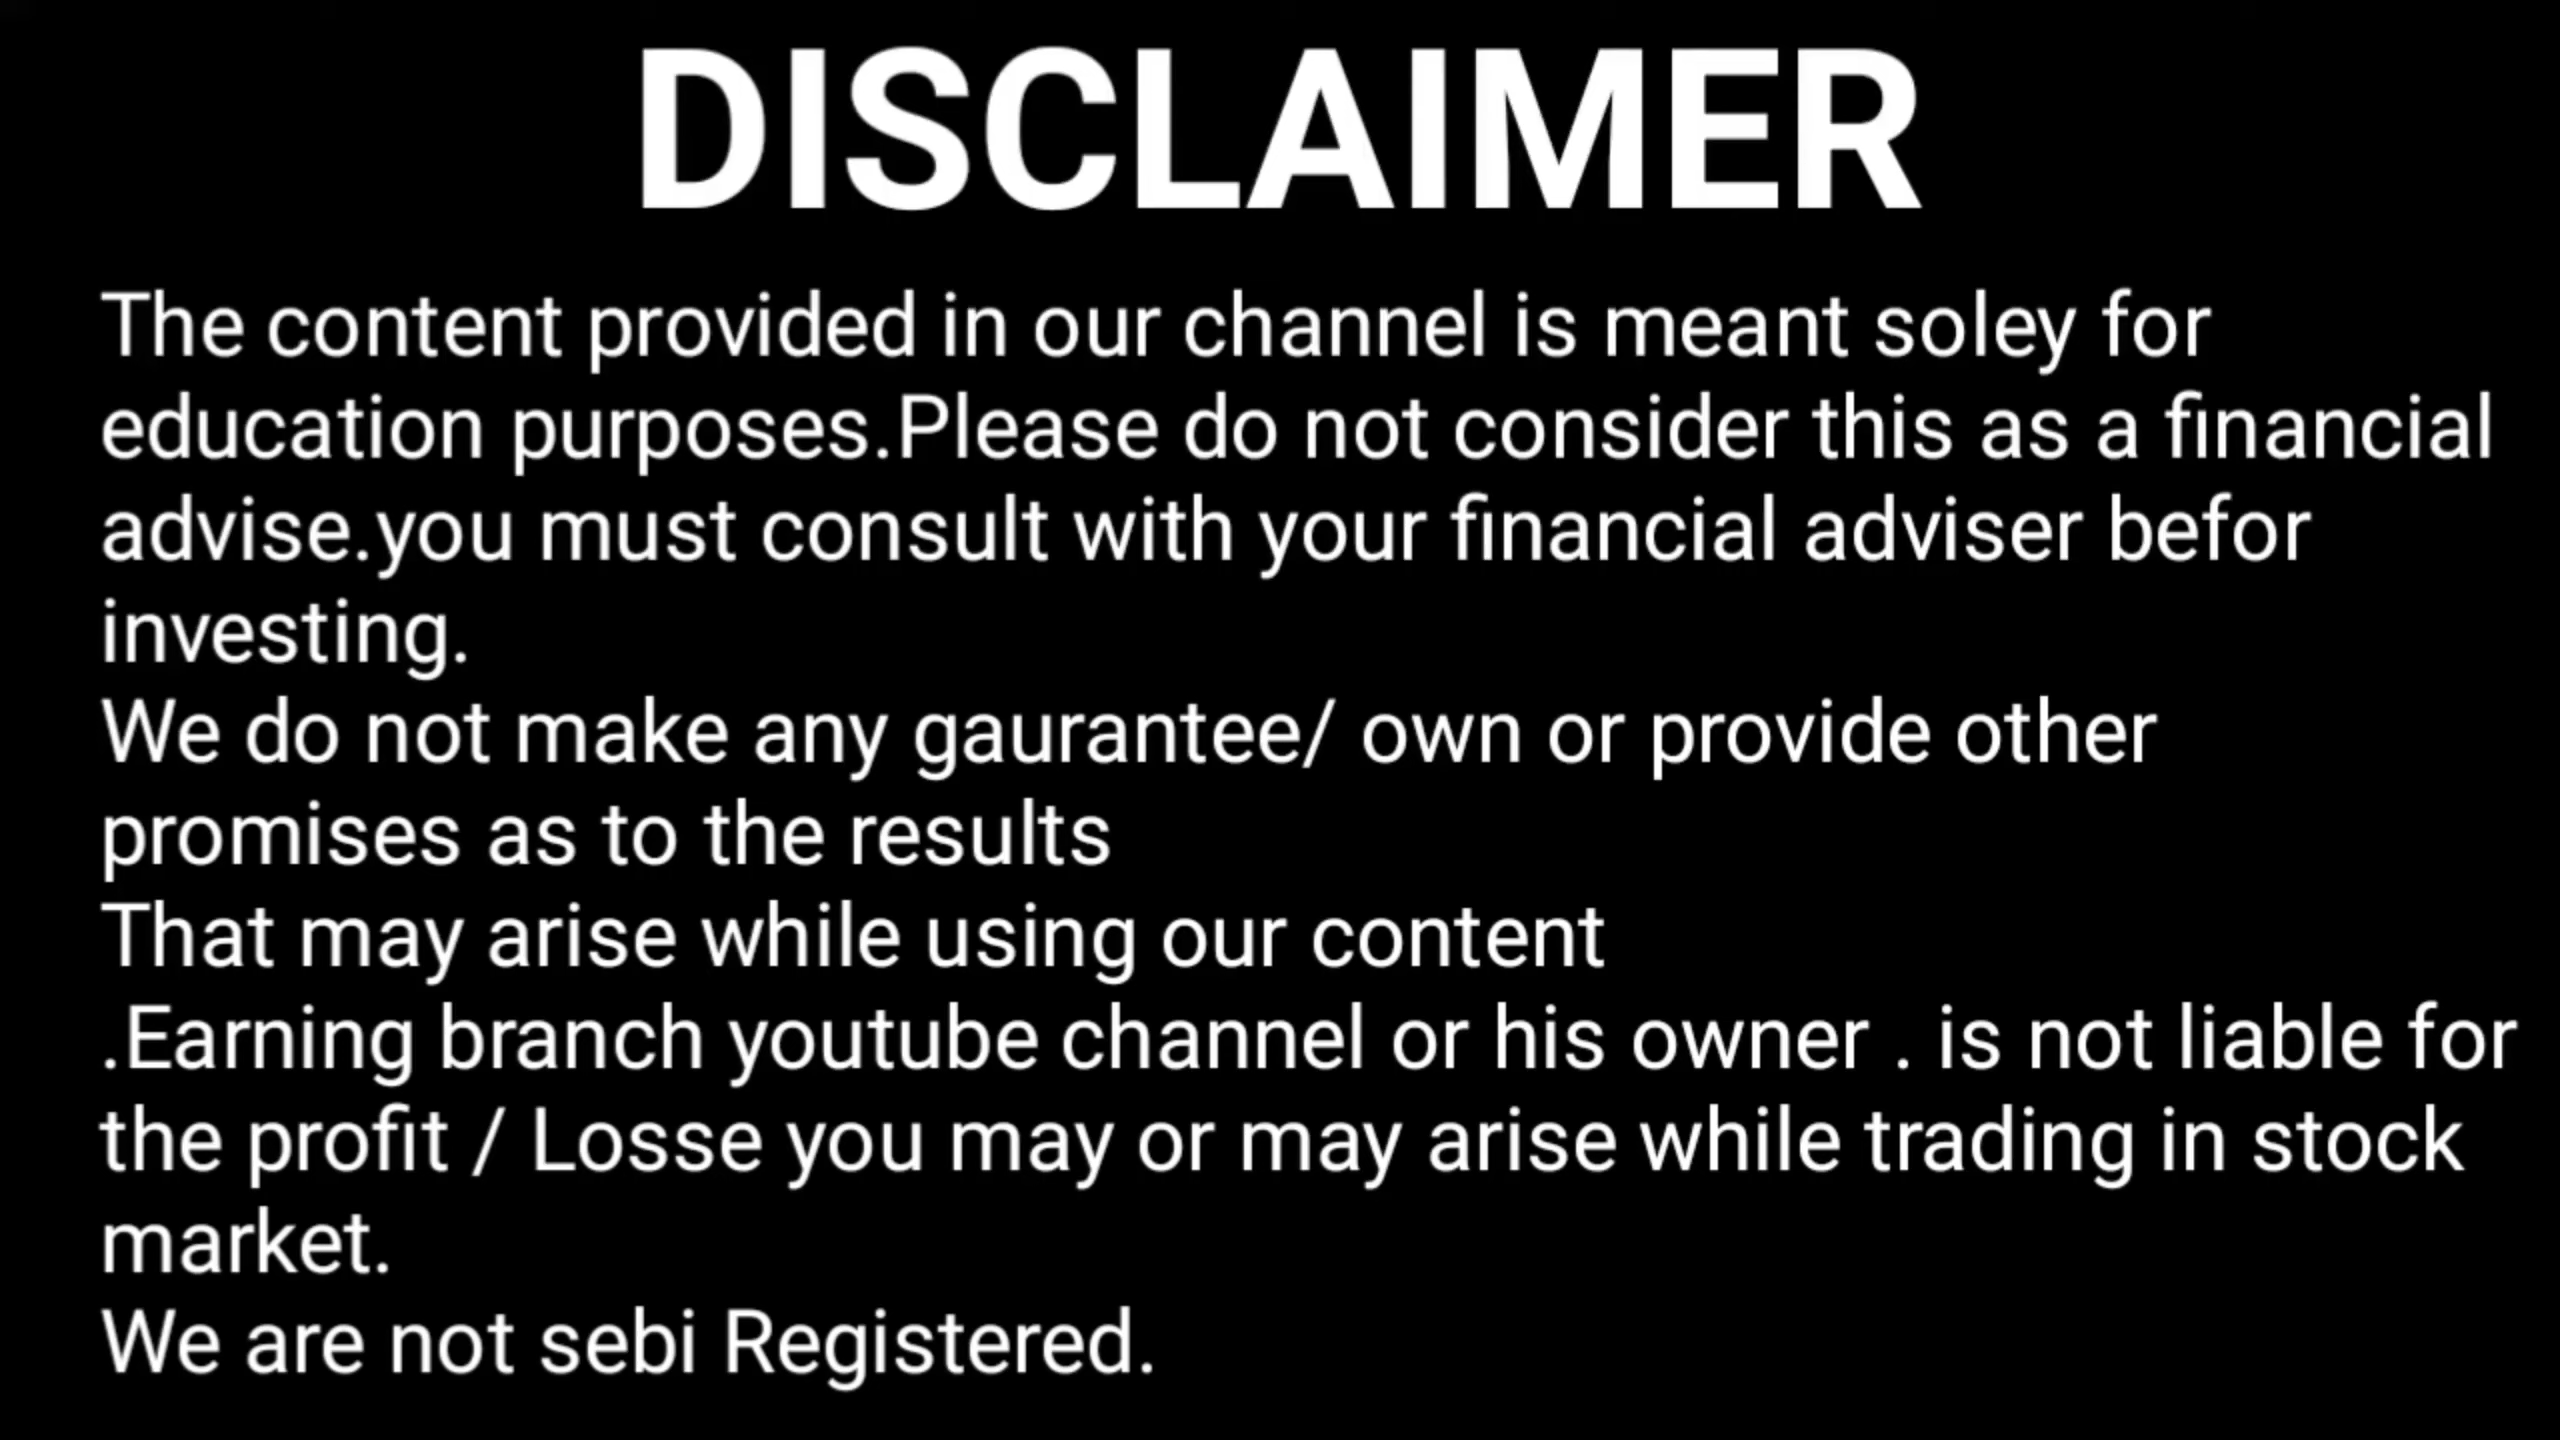 DISCLAIMER
The content provided in our channel is meant soley for
education purposes.Please do not consider this as a financial
advise.you must consult with your financial adviser befor
investing.
We do not make any gaurantee/ own or provide other
promises as to the results
That may arise while using our content
.Earning branch youtube channel or his owner . is not liable for
the profit / Losse you may or may arise while trading in stock
market.
We are not sebi Registered.